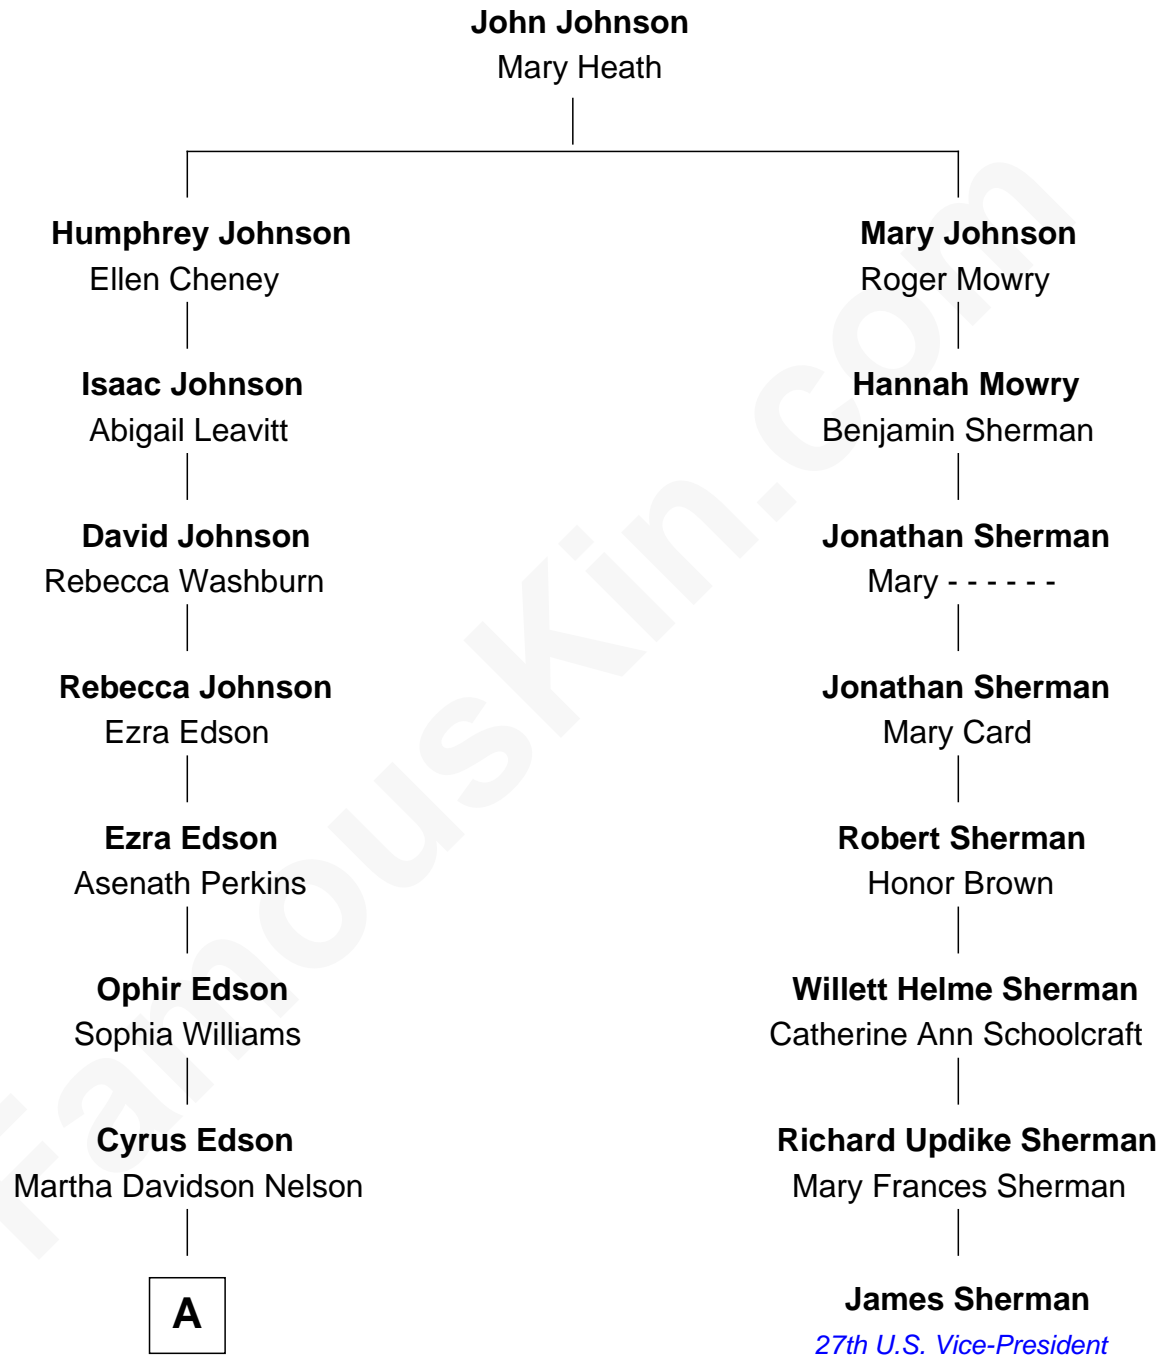 John Johnson
Mary Heath
Humphrey Johnson
Ellen Cheney
Mary Johnson
Roger Mowry
Isaac Johnson
Abigail Leavitt
Hannah Mowry
Benjamin Sherman
David Johnson
Rebecca Washburn
Jonathan Sherman
Mary - - - - - -
Rebecca Johnson
Ezra Edson
Jonathan Sherman
Mary Card
Ezra Edson
Asenath Perkins
Robert Sherman
Honor Brown
Ophir Edson
Sophia Williams
Willett Helme Sherman
Catherine Ann Schoolcraft
Cyrus Edson
Martha Davidson Nelson
Richard Updike Sherman
Mary Frances Sherman
A
James Sherman
27th U.S. Vice-President
FamousKin.com